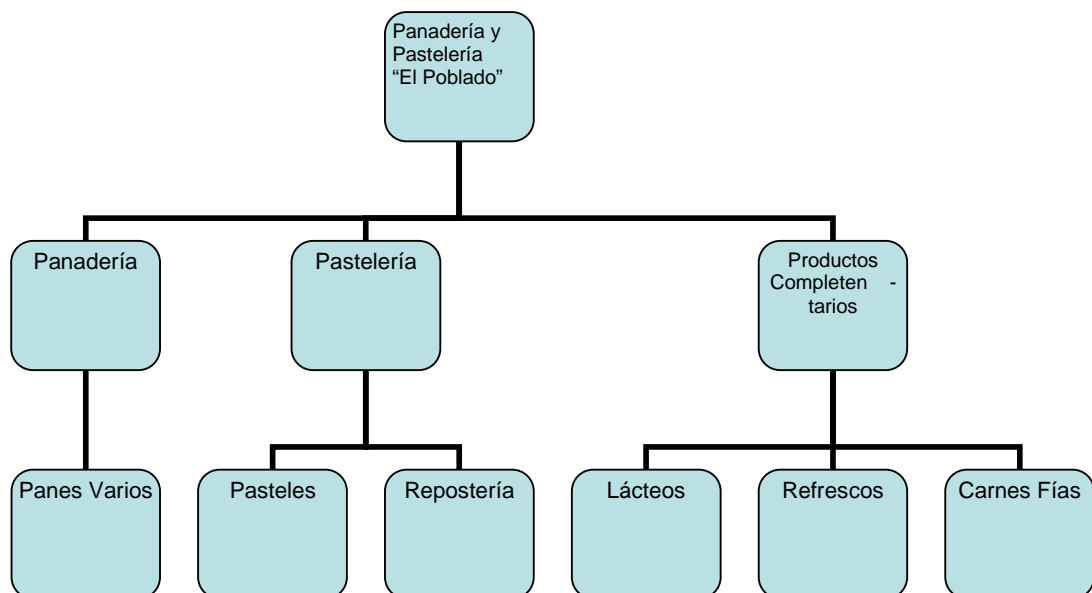 Panadería y
Pastelería
“El Poblado”
Panadería
Pastelería
Productos
Completen -
tarios
Panes Varios
Pasteles
Repostería
Lácteos
Refrescos
Carnes Fías